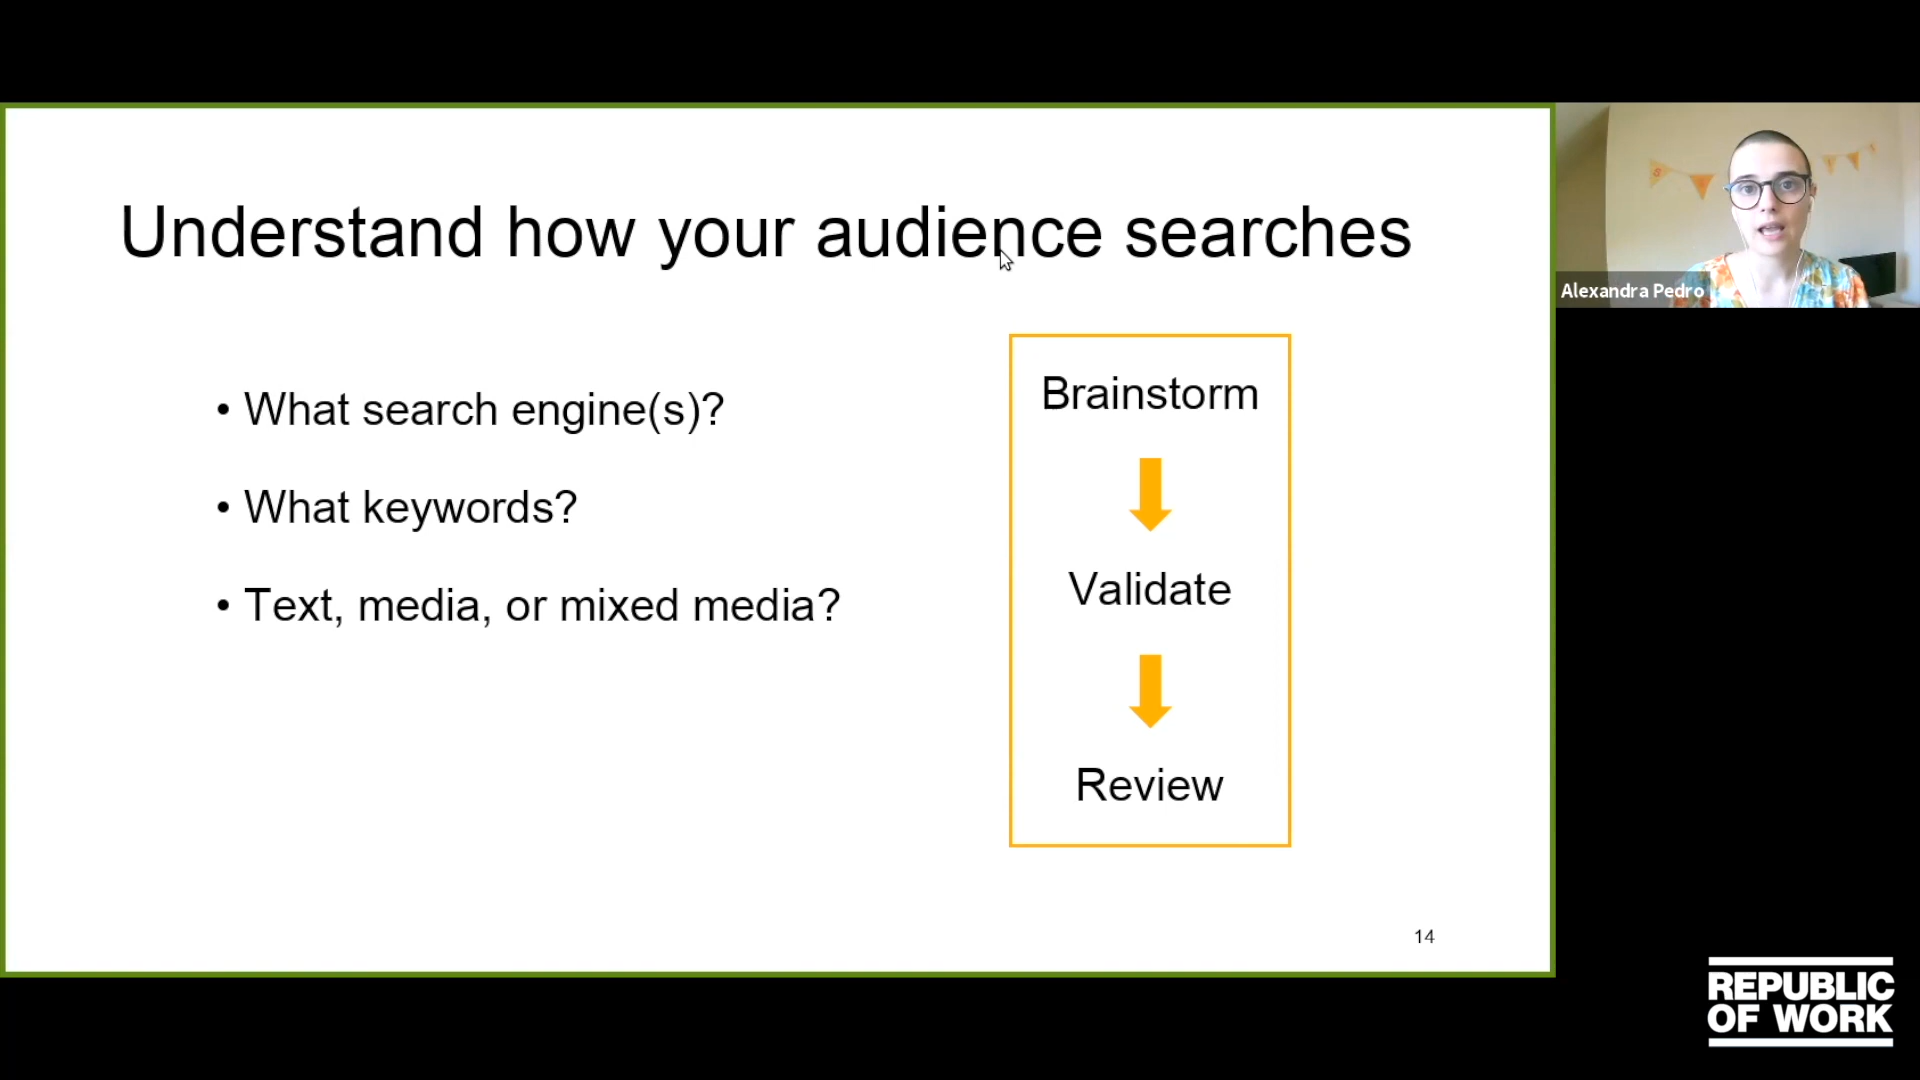 Understand how your audience searches
• What search engine(s)?
• What keywords?
• Text, media, or mixed media?
Brainstorm
Validate
Review
14
Alexandra Pedro
REPUBLIC
OF WORK